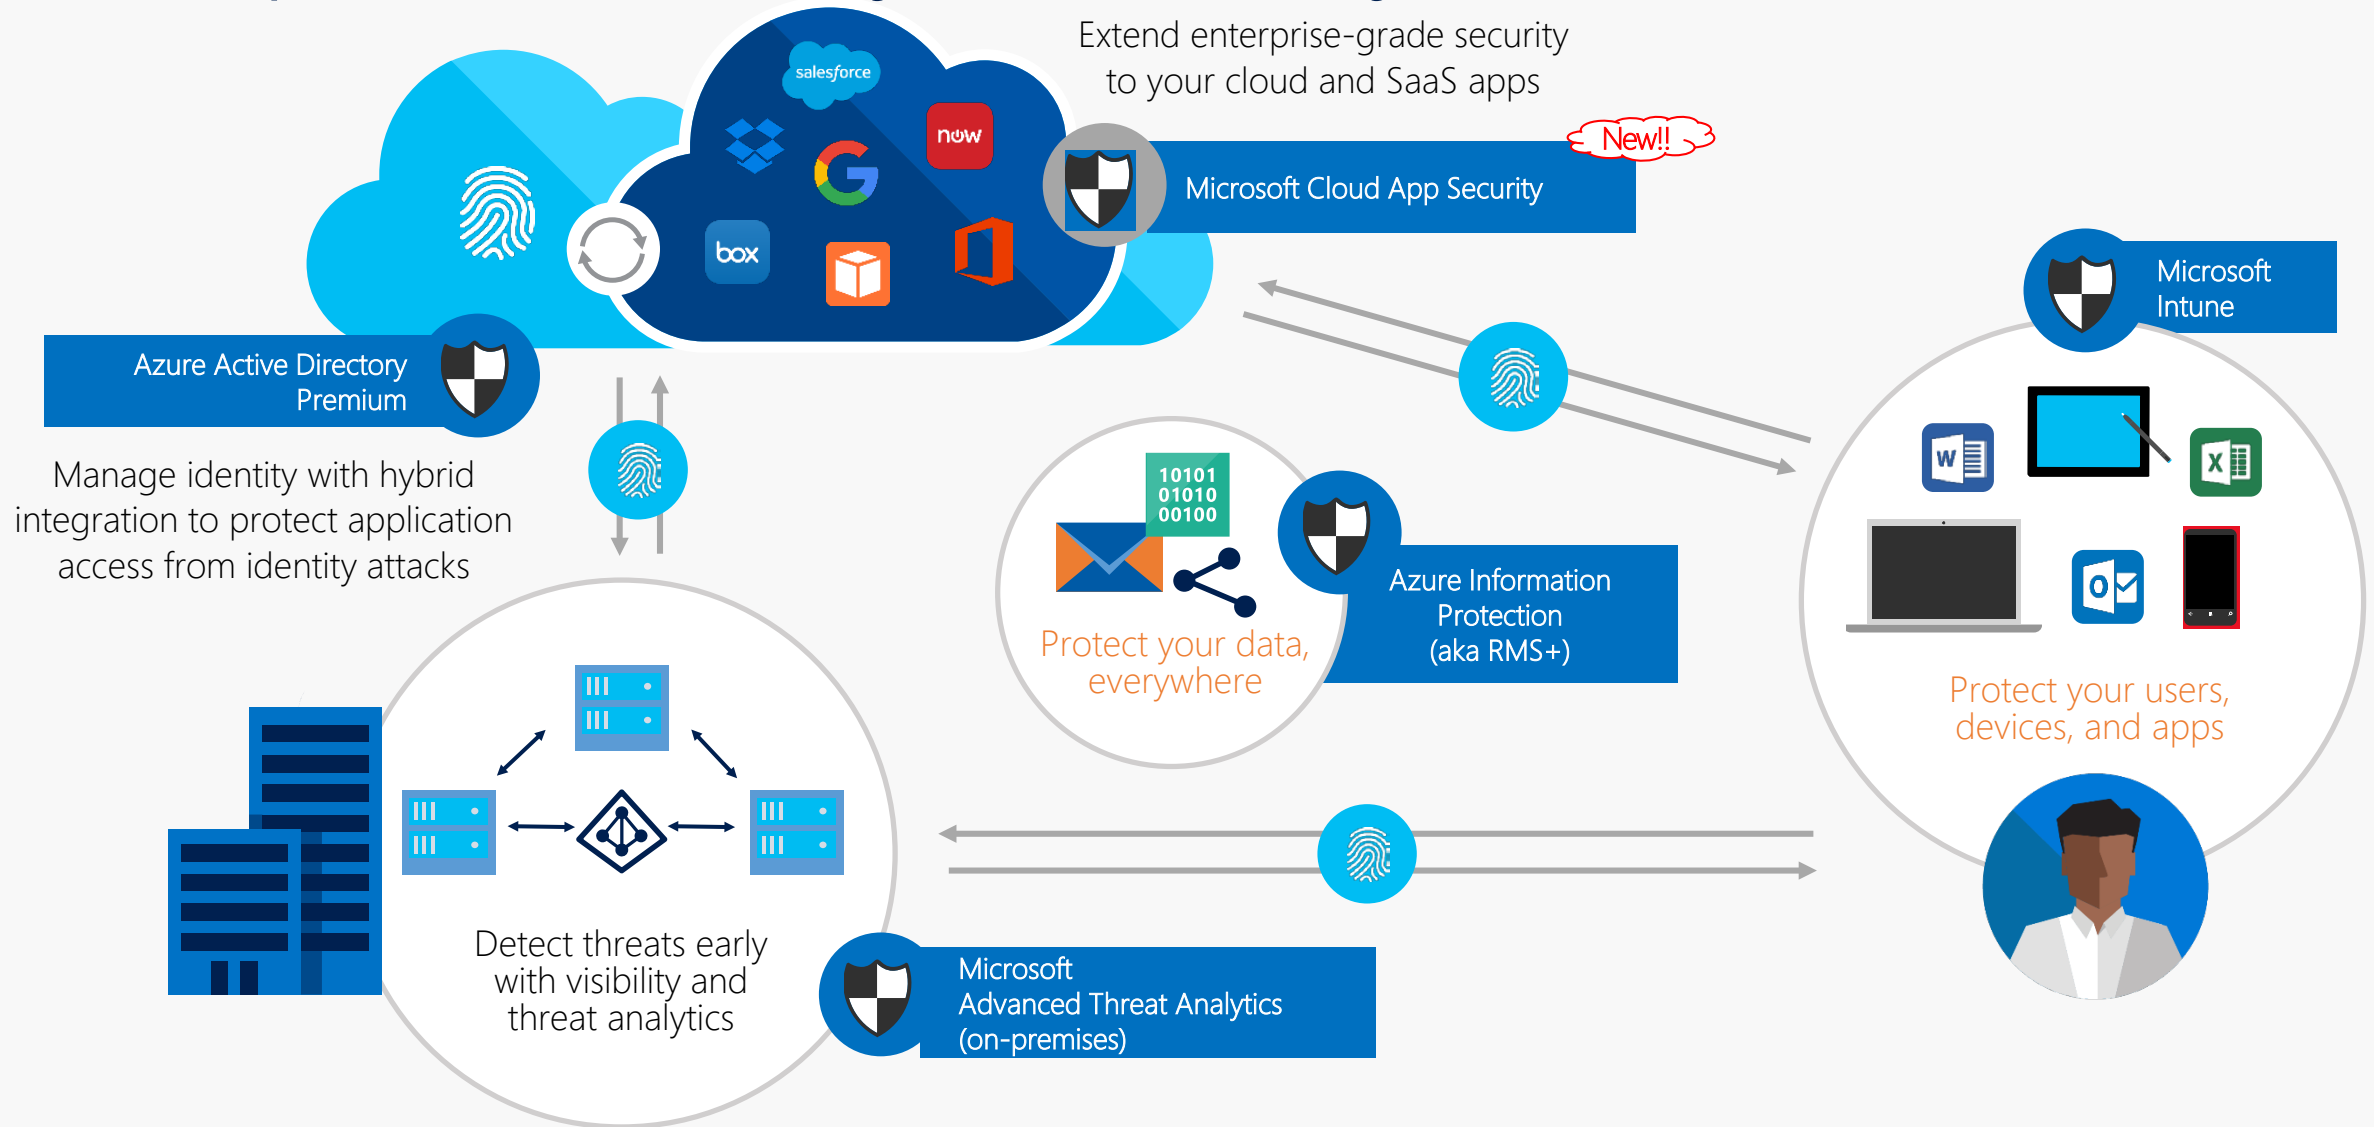 Extend enterprise-grade security
to your cloud and SaaS apps
salesforce
now
New!!
Microsoft Cloud App Security
box
Microsoft
Intune
Azure Active Directory
Premium
Manage identity with hybrid
integration to protect application
access from identity attacks
W
X
10101
01010
00100
Azure Information
Protection
(aka RMS+)
Protect your data,
everywhere
O
Protect your users,
devices, and apps
Detect threats early
with visibility and
threat analytics
Microsoft
Advanced Threat Analytics
(on-premises)